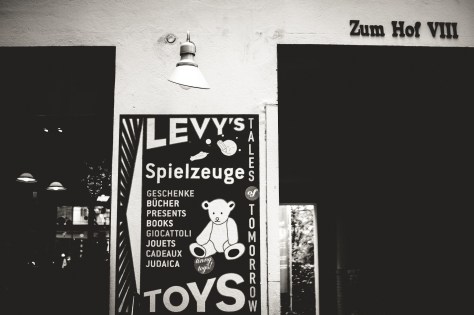 Zum Hof VIII
LEVY'S
Spielzeuge
GESCHENKE
BÜCHER
PRESENTS
BOOKS
GIOCATTOLI
JOUETS
CADEAUX
JUDAICA
TOYS
TALES of TOMORROW